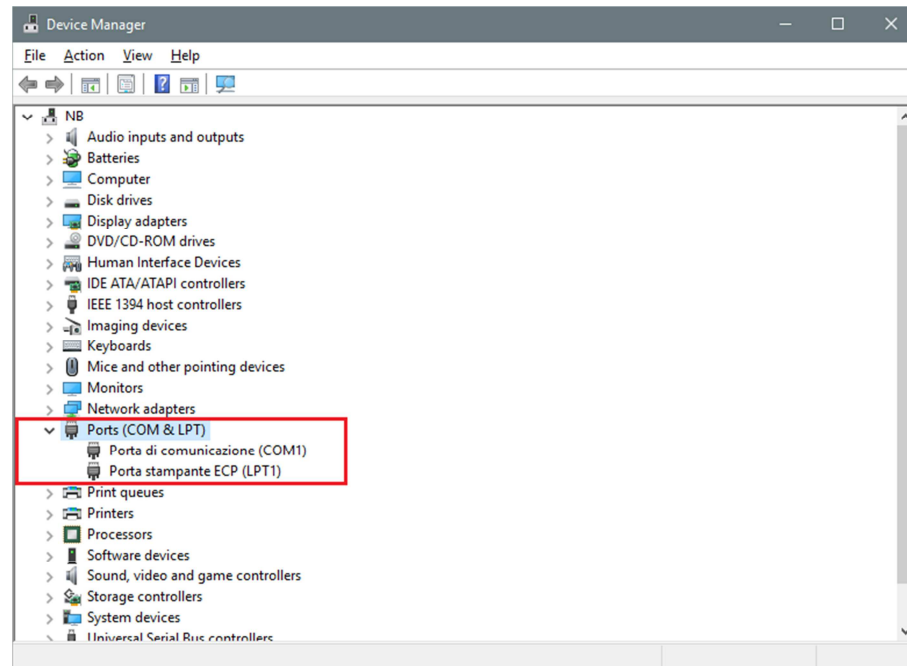 Device Manager
File Action View Help
NB
Audio inputs and outputs
Batteries
Computer
Disk drives
Display adapters
DVD/CD-ROM drives
Human Interface Devices
IDE ATA/ATAPI controllers
IEEE 1394 host controllers
Imaging devices
Keyboards
Mice and other pointing devices
Monitors
Network adapters
Ports (COM & LPT)
Porta di comunicazione (COM1)
Porta stampante ECP (LPT1)
Print queues
Printers
Processors
Software devices
Sound, video and game controllers
Storage controllers
System devices
Universal Serial Bus controllers